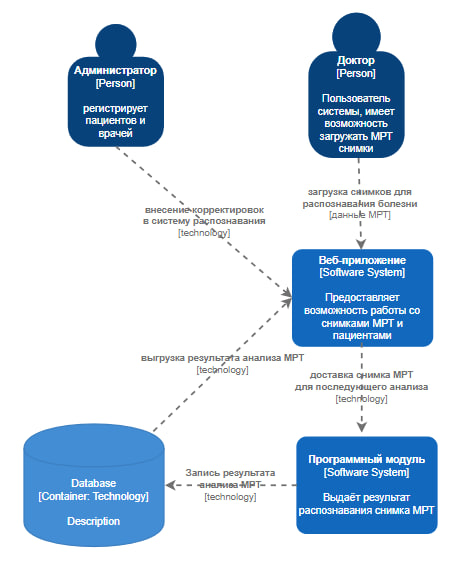 Администратор
[Person]
регистрирует
пациентов и
врачей
Доктор
[Person]
Пользователь
системы, имеет
возможность
загружать МРТ
снимки
внесение корректировок
в систему распознавания
[technology]
загрузка снимков для
распознавания болезни
[данные МРТ]
Веб-приложение
[Software System]
Предоставляет
возможность работы со
снимками МРТ и
пациентами
выгрузка результата анализа МРТ
[technology]
доставка снимка МРТ
для последующего анализа
[technology]
Database
[Container: Technology]
Description
Запись результата
анализа МРТ
[technology]
Программный модуль
[Software System]
Выдаёт результат
распознавания снимка МРТ